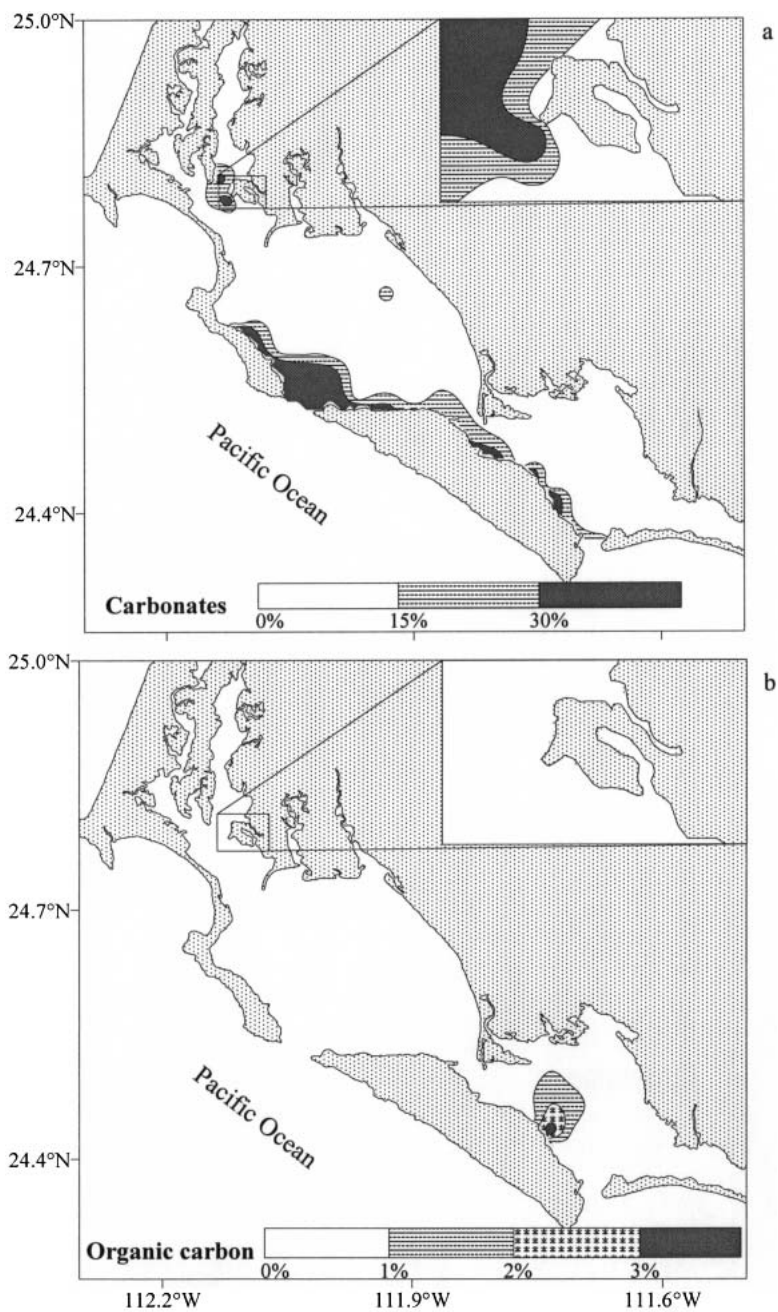 25.0°N
a
24.7°N
Pacific Ocean
24.4°N
Carbonates
0% 15% 30%
25.0°N
b
24.7°N
Pacific Ocean
24.4°N
Organic carbon
0% 1% 2% 3%
112.2°W 111.9°W 111.6°W